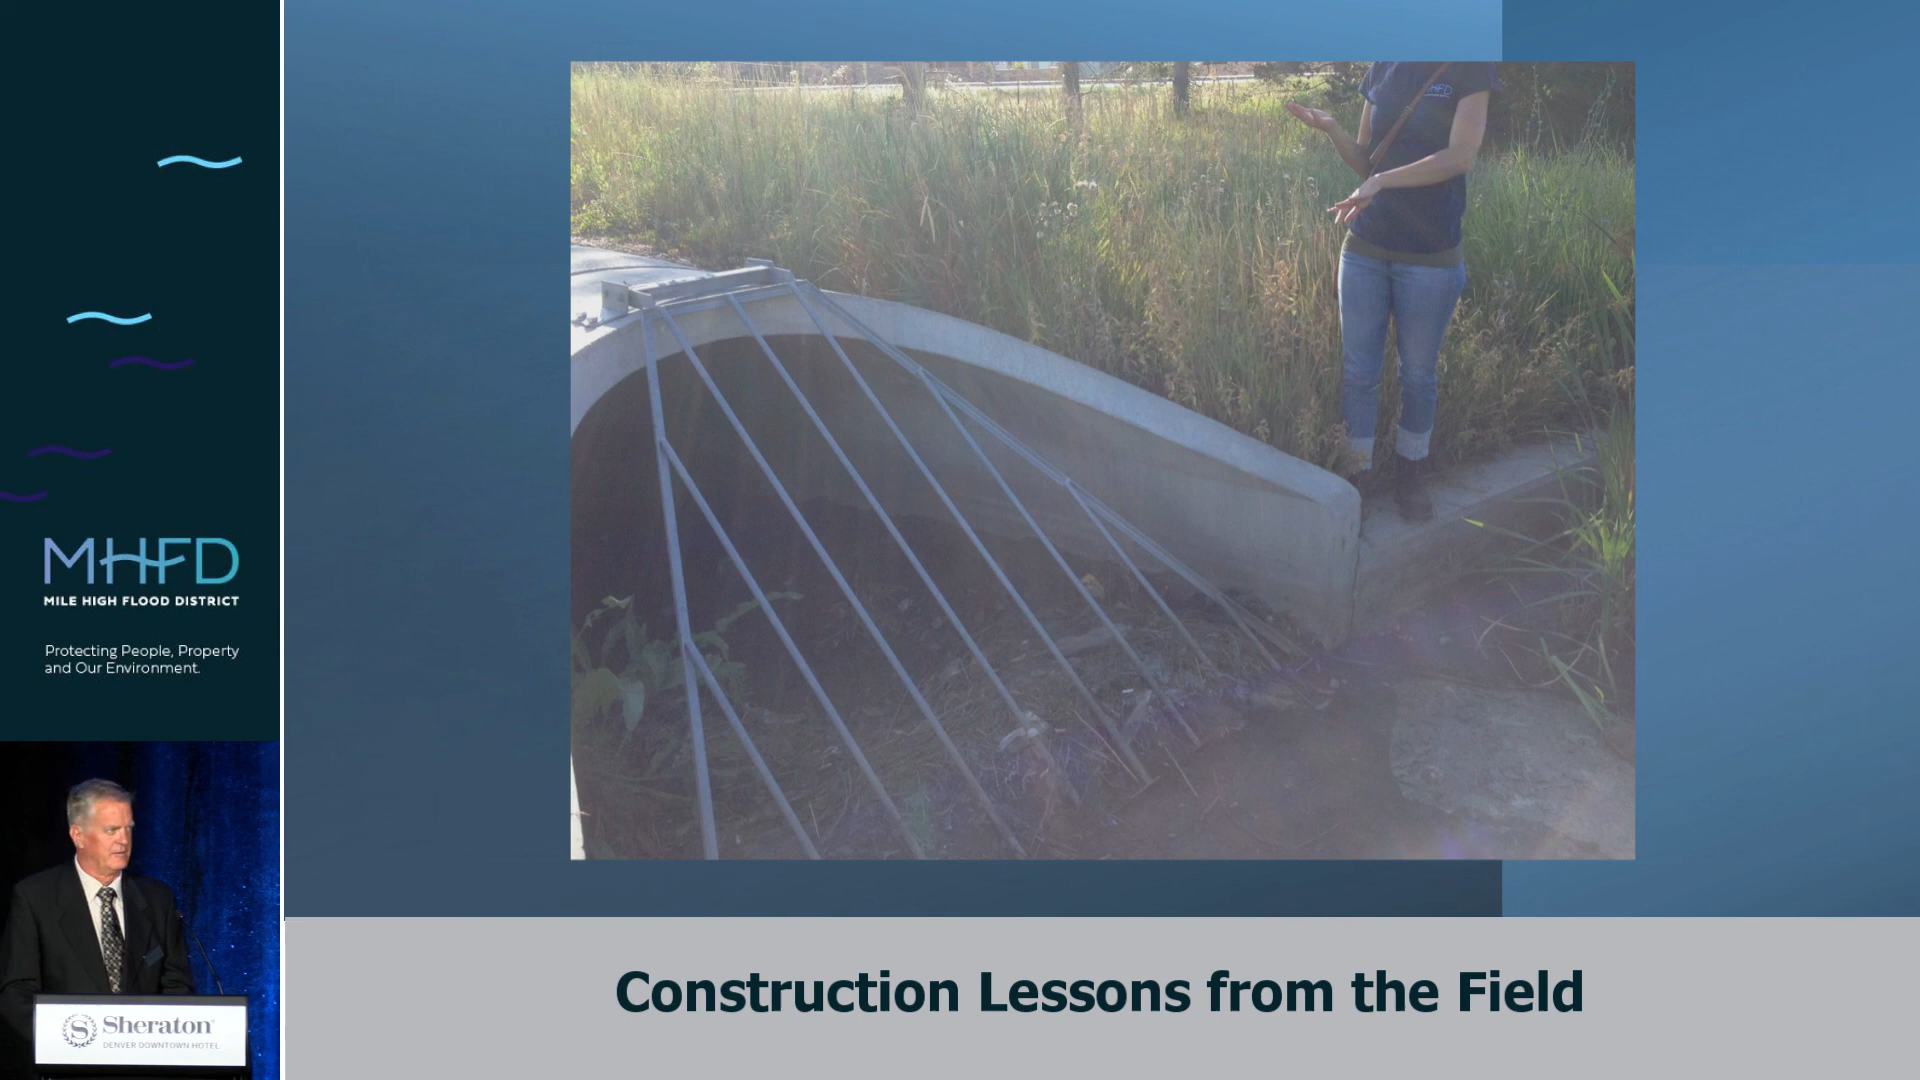 MHFD
MILE HIGH FLOOD DISTRICT
Protecting People, Property
and Our Environment.
S Sheraton
DENVER DOWNTOWN HOTEL
Construction Lessons from the Field